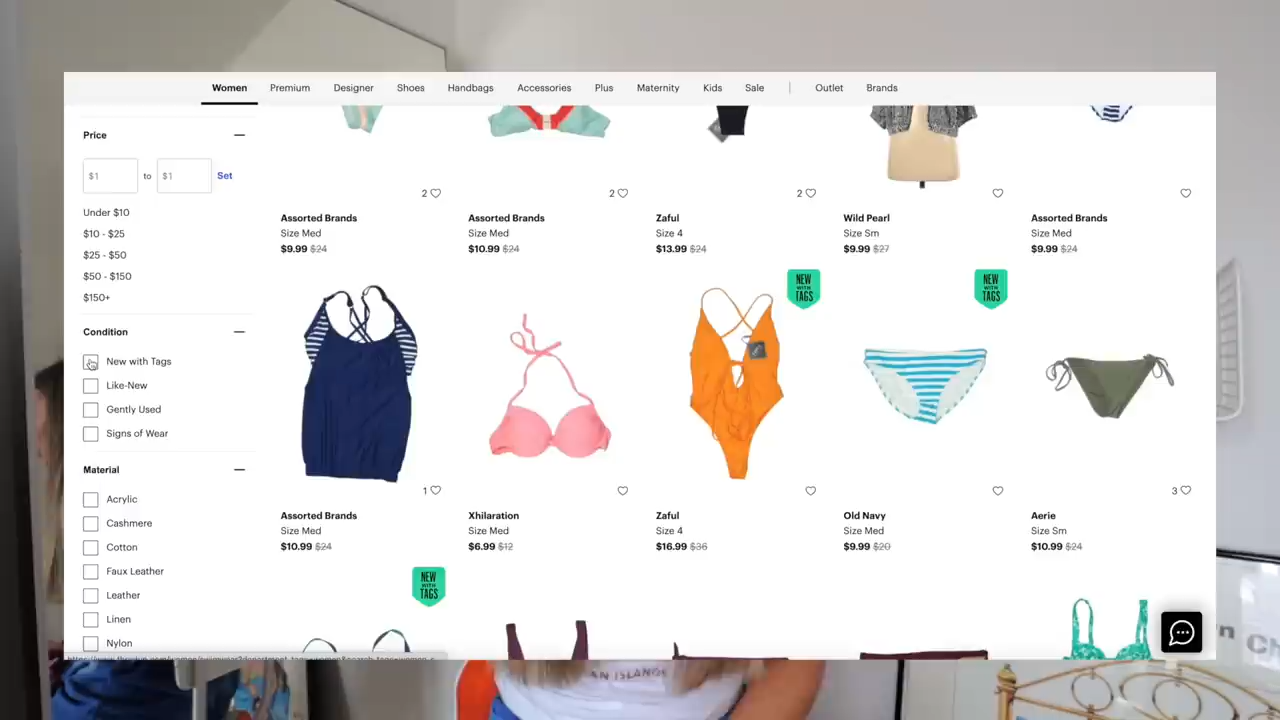 Women Premium Designer Shoes Handbags Accessories Plus Maternity Kids Sale | Outlet Brands
Price
$1 to $1 Set
Under $10
$10 - $25
$25 - $50
$50 - $150
$150+
Condition
New with Tags
Like-New
Gently Used
Signs of Wear
Material
Acrylic
Cashmere
Cotton
Faux Leather
Leather
Linen
Nylon
2
2
2
Assorted Brands
Size Med
$9.99 $24
Assorted Brands
Size Med
$10.99 $24
Zaful
Size 4
$13.99 $24
Wild Pearl
Size Sm
$9.99 $27
Assorted Brands
Size Med
$9.99 $24
NEW
WITH
TAGS
NEW
WITH
TAGS
1
3
Assorted Brands
Size Med
$10.99 $24
Xhilaration
Size Med
$6.99 $12
Zaful
Size 4
$16.99 $36
Old Navy
Size Med
$9.99 $20
Aerie
Size Sm
$10.99 $24
NEW
WITH
TAGS
AN ISLAND
n Ch